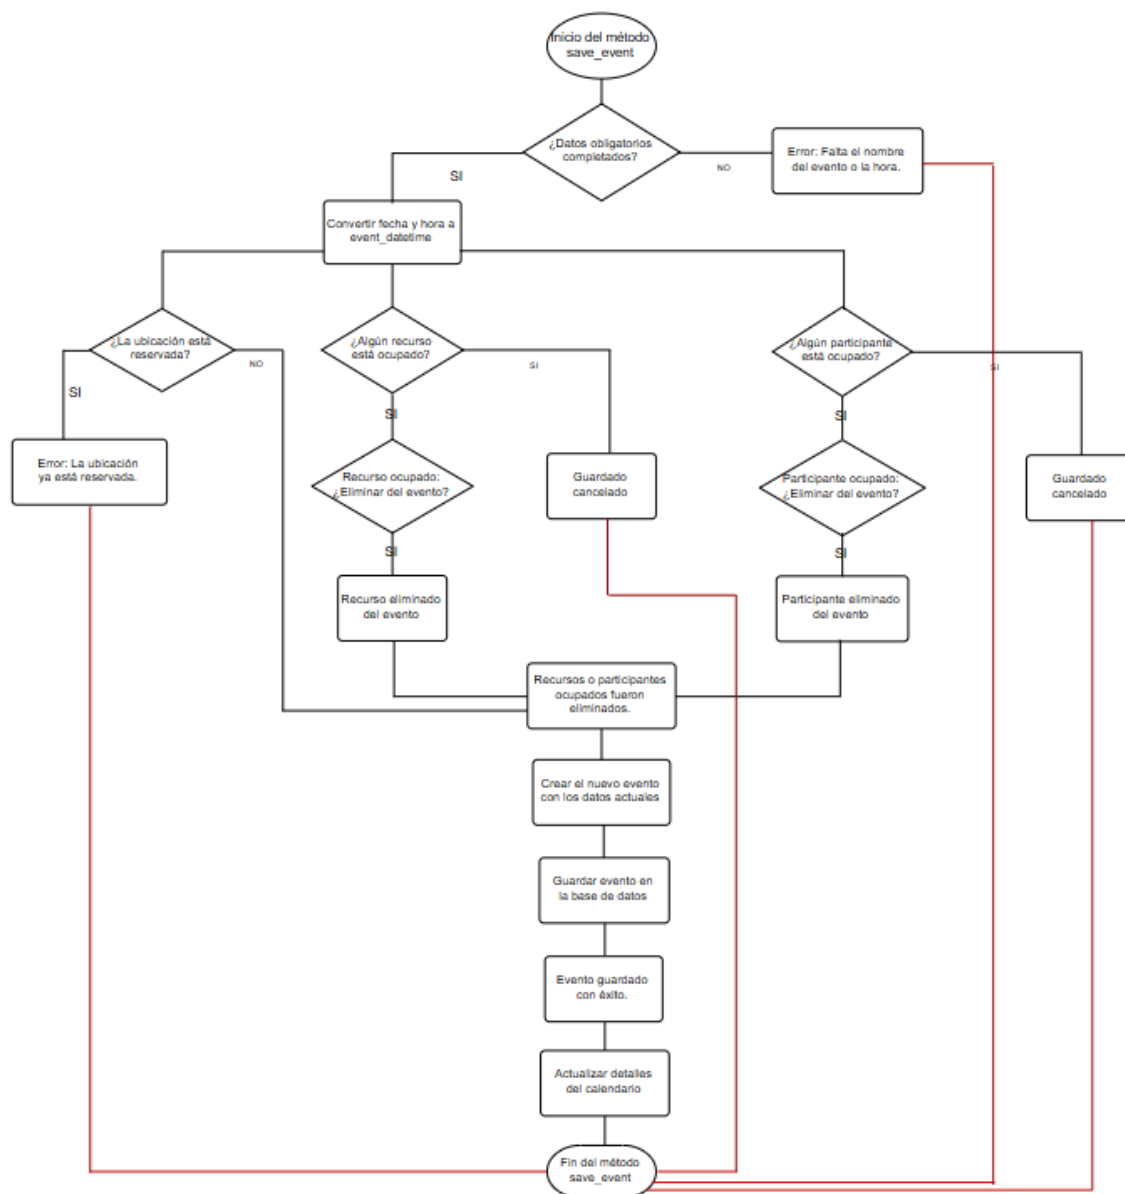 Inicio del método
save_event
¿Datos obligatorios
completados?
SI
NO
Error: Falta el nombre
del evento o la hora.
Convertir fecha y hora a
event_datetime
¿La ubicación está
reservada?
NO
SI
¿Algún recurso
está ocupado?
SI
SI
¿Algún participante
está ocupado?
SI
SI
Error: La ubicación
ya está reservada.
Recurso ocupado:
¿Eliminar del evento?
SI
Guardado
cancelado
Participante ocupado:
¿Eliminar del evento?
SI
Guardado
cancelado
Recurso eliminado
del evento
Participante eliminado
del evento
Recursos o participantes
ocupados fueron
eliminados.
Crear el nuevo evento
con los datos actuales
Guardar evento en
la base de datos
Evento guardado
con éxito.
Actualizar detalles
del calendario
Fin del método
save_event